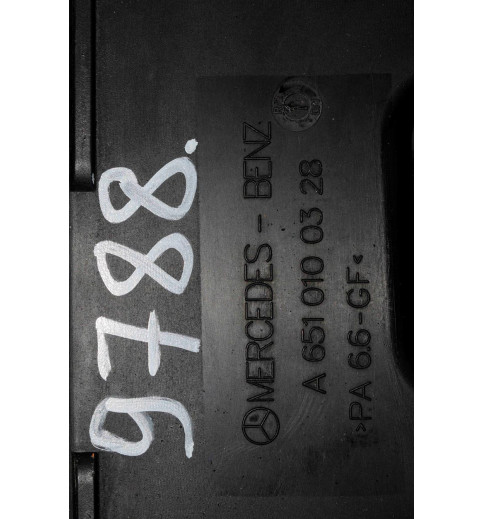 9788.
MERCEDES - BENZ
A 651 010 03 28
>PA 6.6-GF<